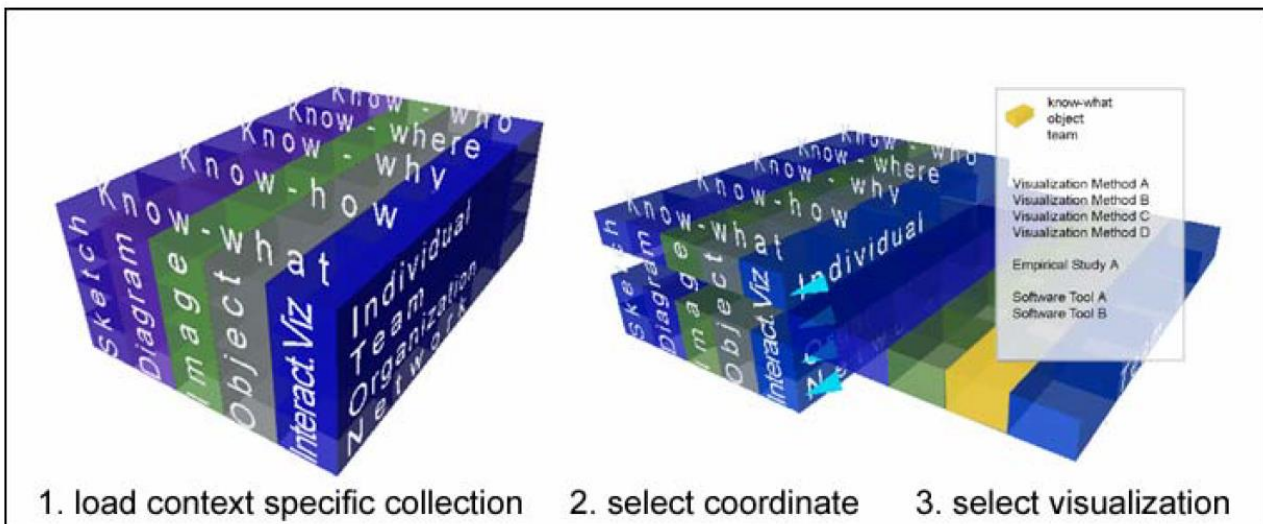 Know - who
Know - where
Know - why
Know-how
Know-what
Sketch
Diagram
Image
Object
Interact.Viz
Individual
Team
Organization
Network
Know - who
Know - where
Know - why
Know-how
Know-what
Diagram
Image
Object
Interact.Viz
Individual
know-what
object
team
Visualization Method A
Visualization Method B
Visualization Method C
Visualization Method D
Empirical Study A
Software Tool A
Software Tool B
1. load context specific collection
2. select coordinate
3. select visualization